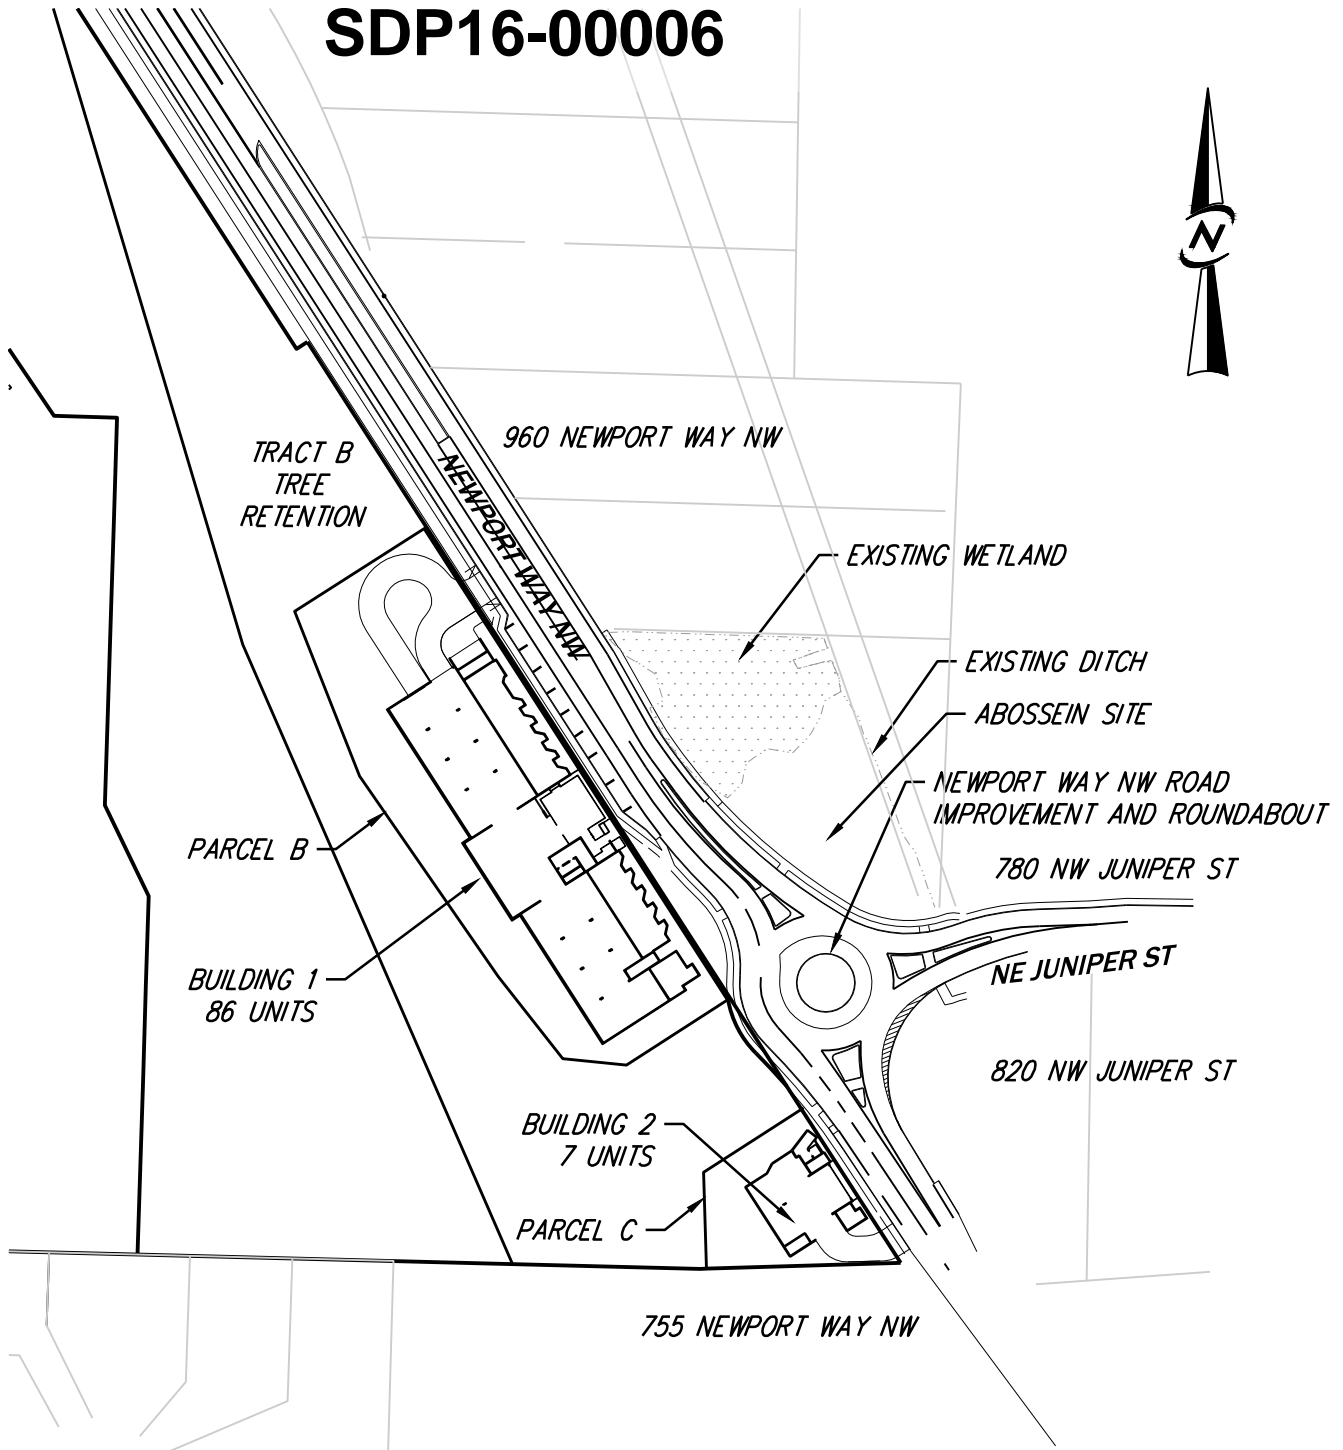 SDP16-00006
N
960 NEWPORT WAY NW
TRACT B
TREE
RETENTION
NEWPORT WAY NW
EXISTING WETLAND
EXISTING DITCH
ABOSSEIN SITE
NEWPORT WAY NW ROAD
IMPROVEMENT AND ROUNDABOUT
PARCEL B
780 NW JUNIPER ST
BUILDING 1
86 UNITS
NE JUNIPER ST
820 NW JUNIPER ST
BUILDING 2
7 UNITS
PARCEL C
755 NEWPORT WAY NW